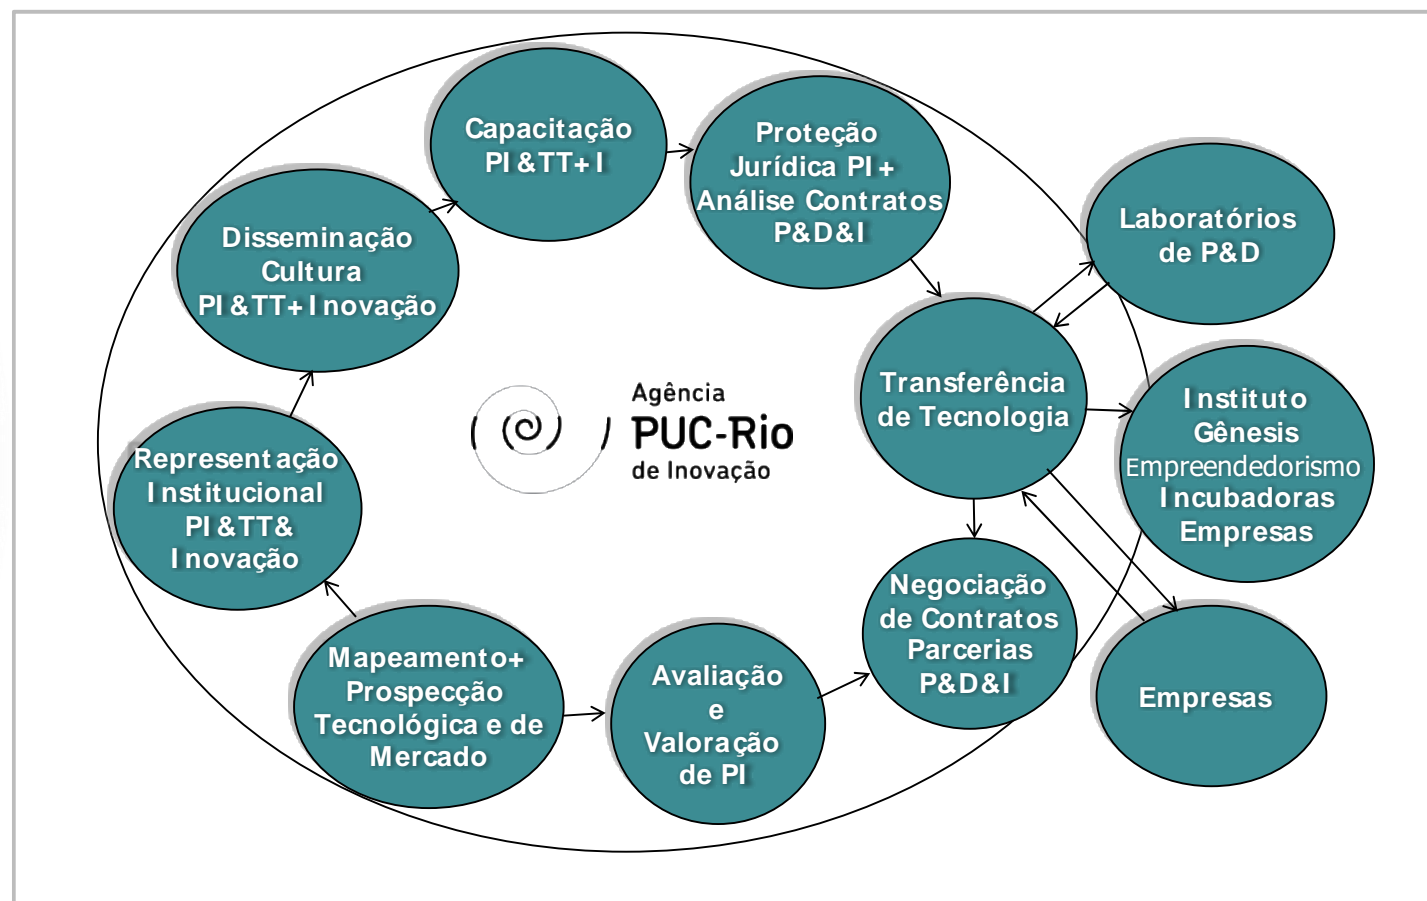 Capacitação
PI&TT+I
Proteção
Jurídica PI+
Análise Contratos
P&D&I
Laboratórios
de P&D
Disseminação
Cultura
PI&TT+Inovação
Transferência
de Tecnologia
Instituto
Gênesis
Empreendedorismo
Incubadoras
Empresas
Agência
PUC-Rio
de Inovação
Representação
Institucional
PI&TT&
Inovação
Negociação
de Contratos
Parcerias
P&D&I
Mapeamento+
Prospecção
Tecnológica e de
Mercado
Avaliação
e
Valoração
de PI
Empresas